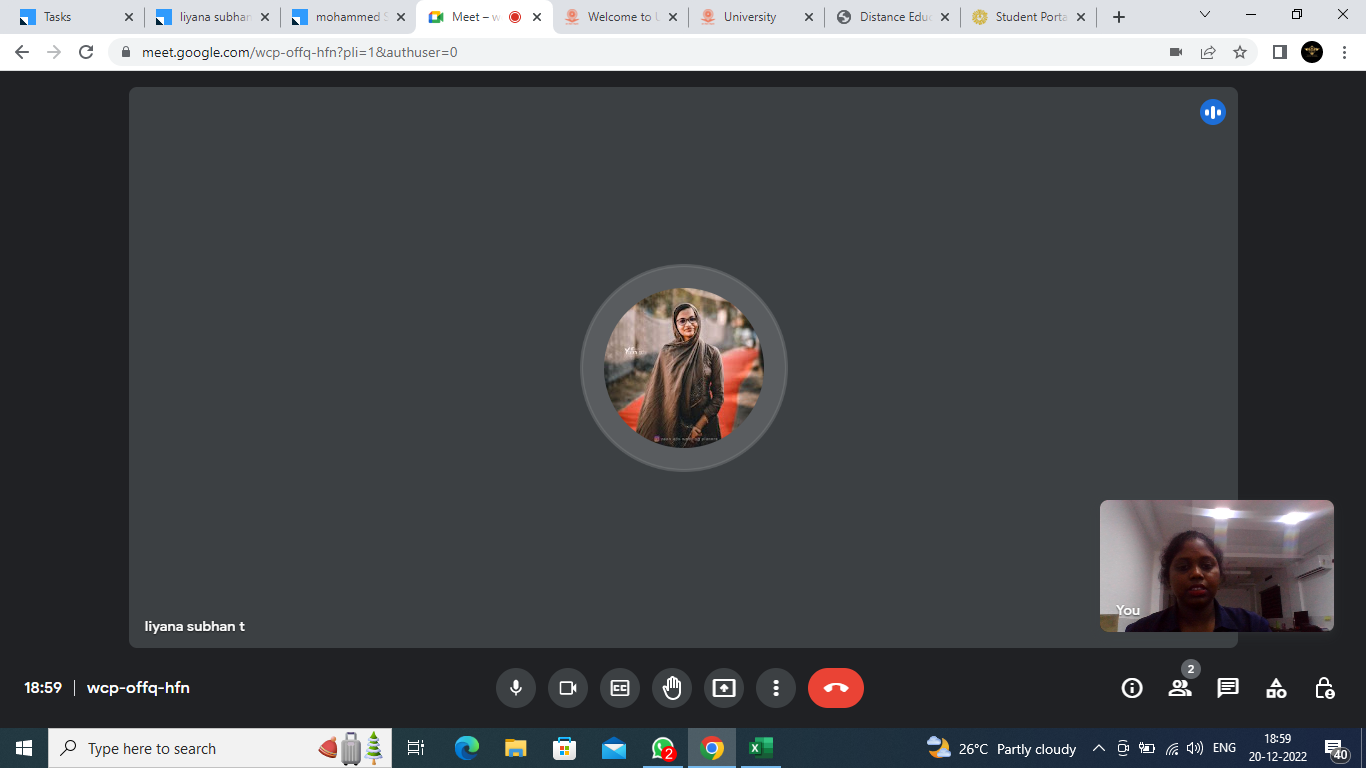 Tasks
liyana subhan
mohammed S
Meet – w
Welcome to U
University
Distance Educ
Student Porta
meet.google.com/wcp-offq-hfn?pli=1&authuser=0
liyana subhan t
You
18:59 | wcp-offq-hfn
CC
2
Type here to search
2
26°C Partly cloudy
ENG
18:59
20-12-2022
40